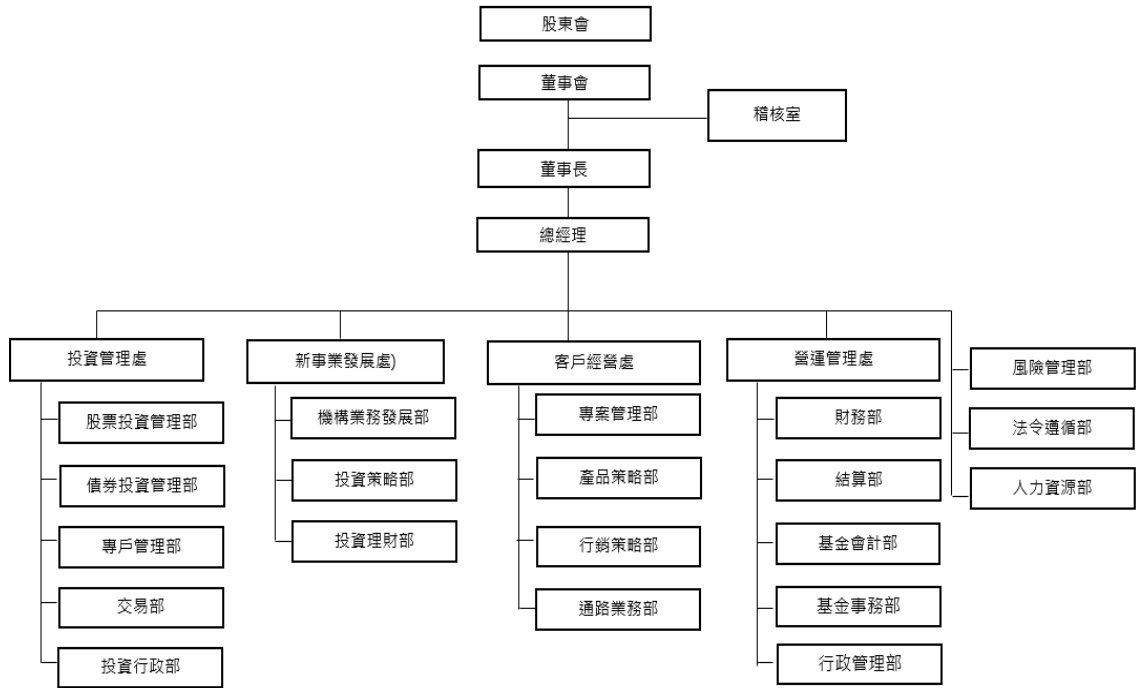 股東會
董事會
稽核室
董事長
總經理
投資管理處
股票投資管理部
債券投資管理部
專戶管理部
交易部
投資行政部
新事業發展處)
機構業務發展部
投資策略部
投資理財部
客戶經營處
專案管理部
產品策略部
行銷策略部
通路業務部
營運管理處
財務部
結算部
基金會計部
基金事務部
行政管理部
風險管理部
法令遵循部
人力資源部